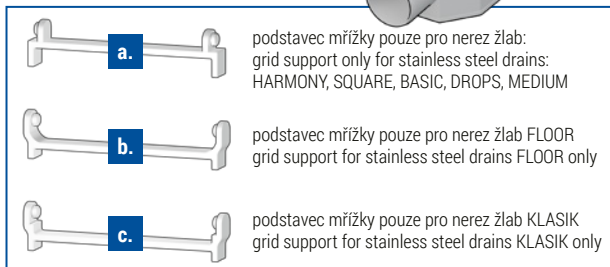 a.
podstavec mřížky pouze pro nerez žlab:
grid support only for stainless steel drains:
HARMONY, SQUARE, BASIC, DROPS, MEDIUM
b.
podstavec mřížky pouze pro nerez žlab FLOOR
grid support for stainless steel drains FLOOR only
c.
podstavec mřížky pouze pro nerez žlab KLASIK
grid support for stainless steel drains KLASIK only